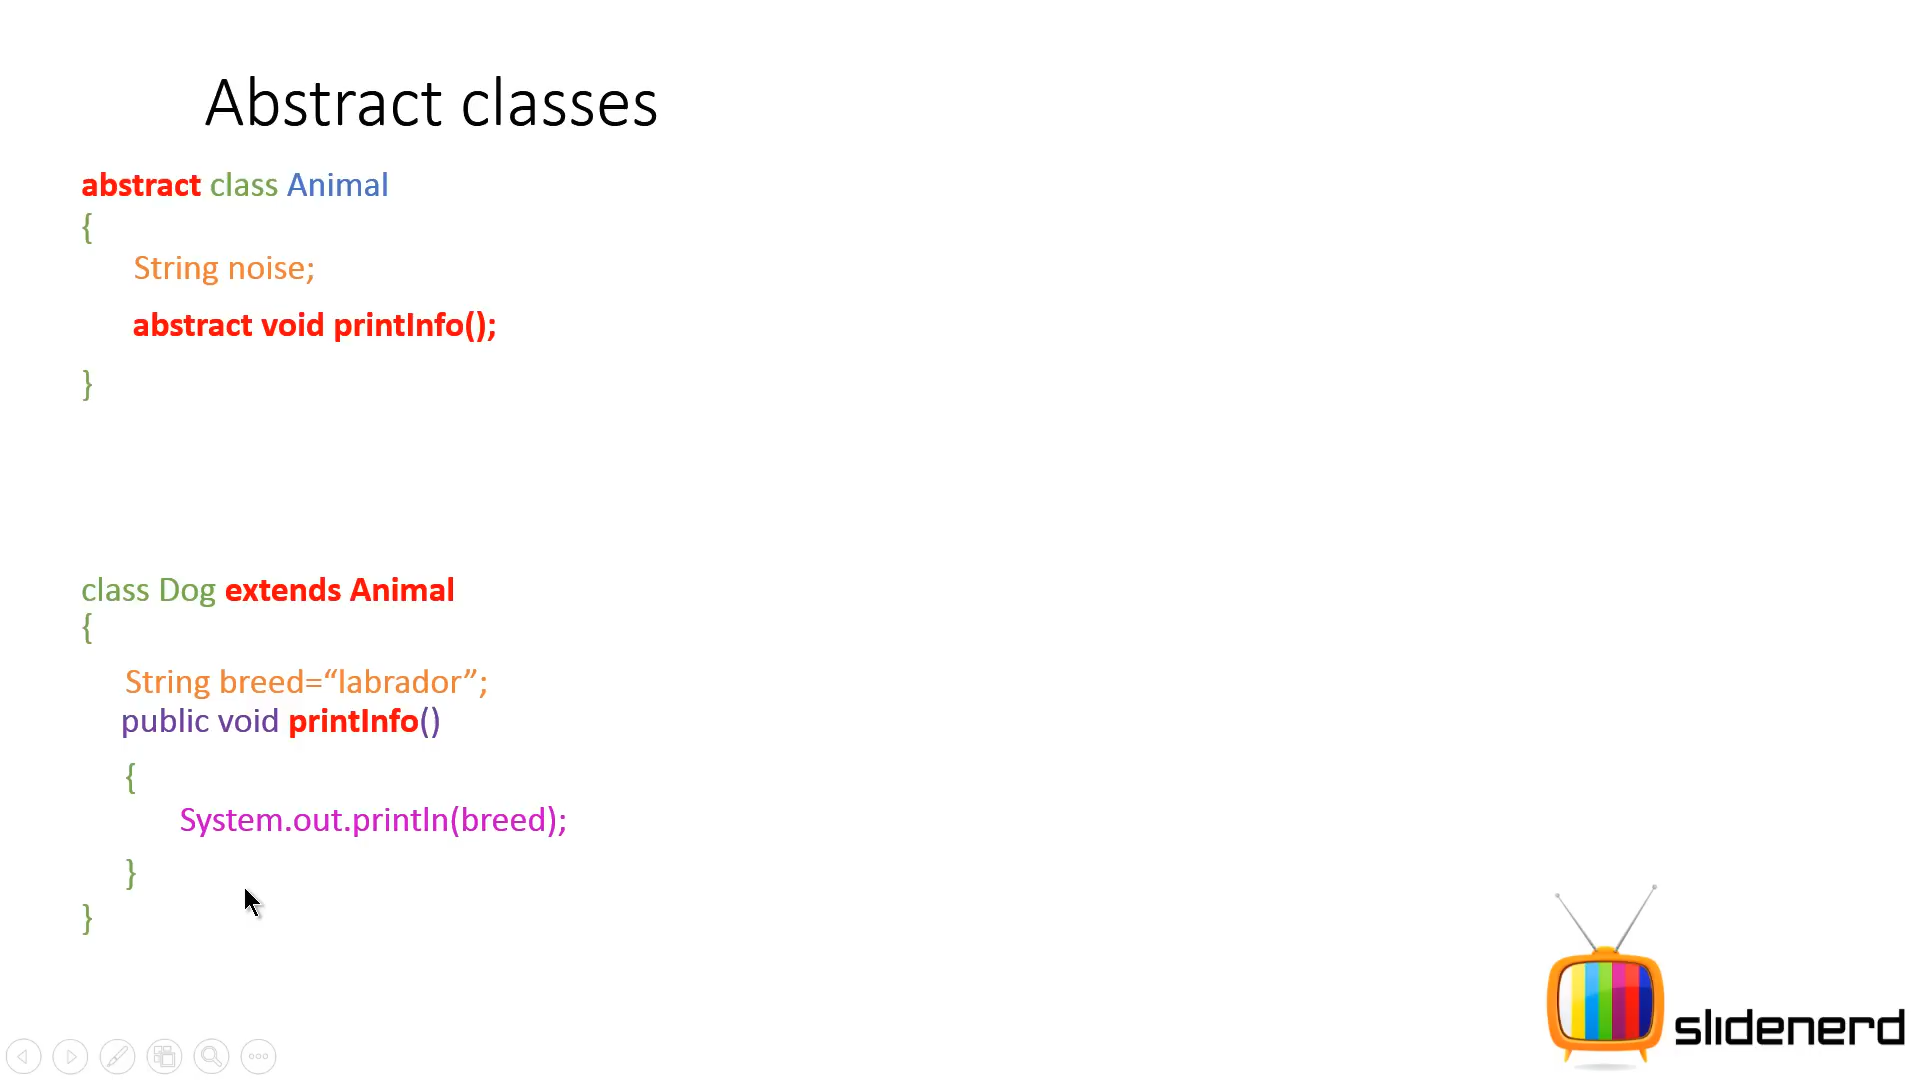 Abstract classes
abstract class Animal
{
String noise;
abstract void printInfo();
}
class Dog extends Animal
{
String breed=“labrador”;
public void printInfo()
{
System.out.println(breed);
}
}
slidenerd